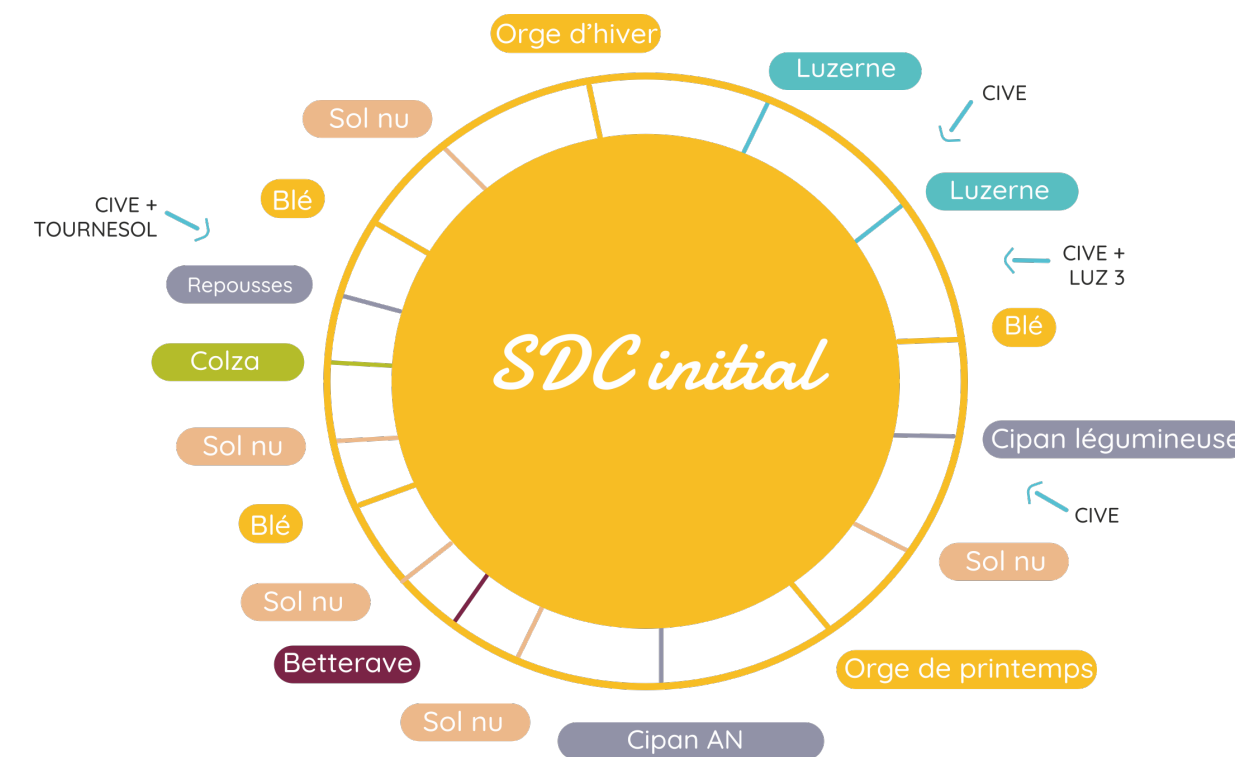 Orge d'hiver
Luzerne
CIVE
Luzerne
CIVE +
LUZ 3
Blé
Cipan légumineuse
CIVE
Sol nu
Orge de printemps
Cipan AN
Sol nu
Betterave
Sol nu
Blé
Sol nu
Colza
Repousses
CIVE +
TOURNESOL
Blé
Sol nu
SDC initial